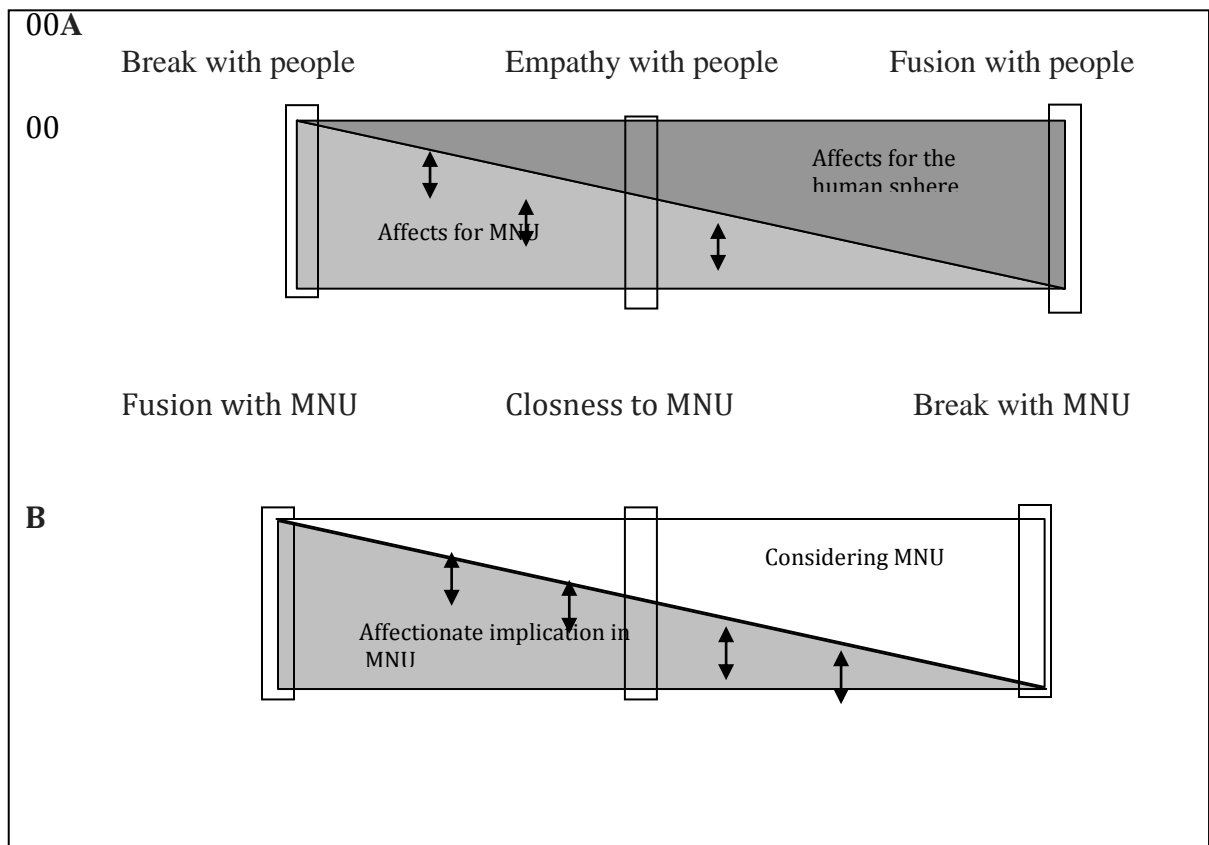 00A
Break with people Empathy with people Fusion with people
00
Affects for the
human sphere
Affects for MNU
Fusion with MNU Closness to MNU Break with MNU
B
Considering MNU
Affectionate implication in
MNU